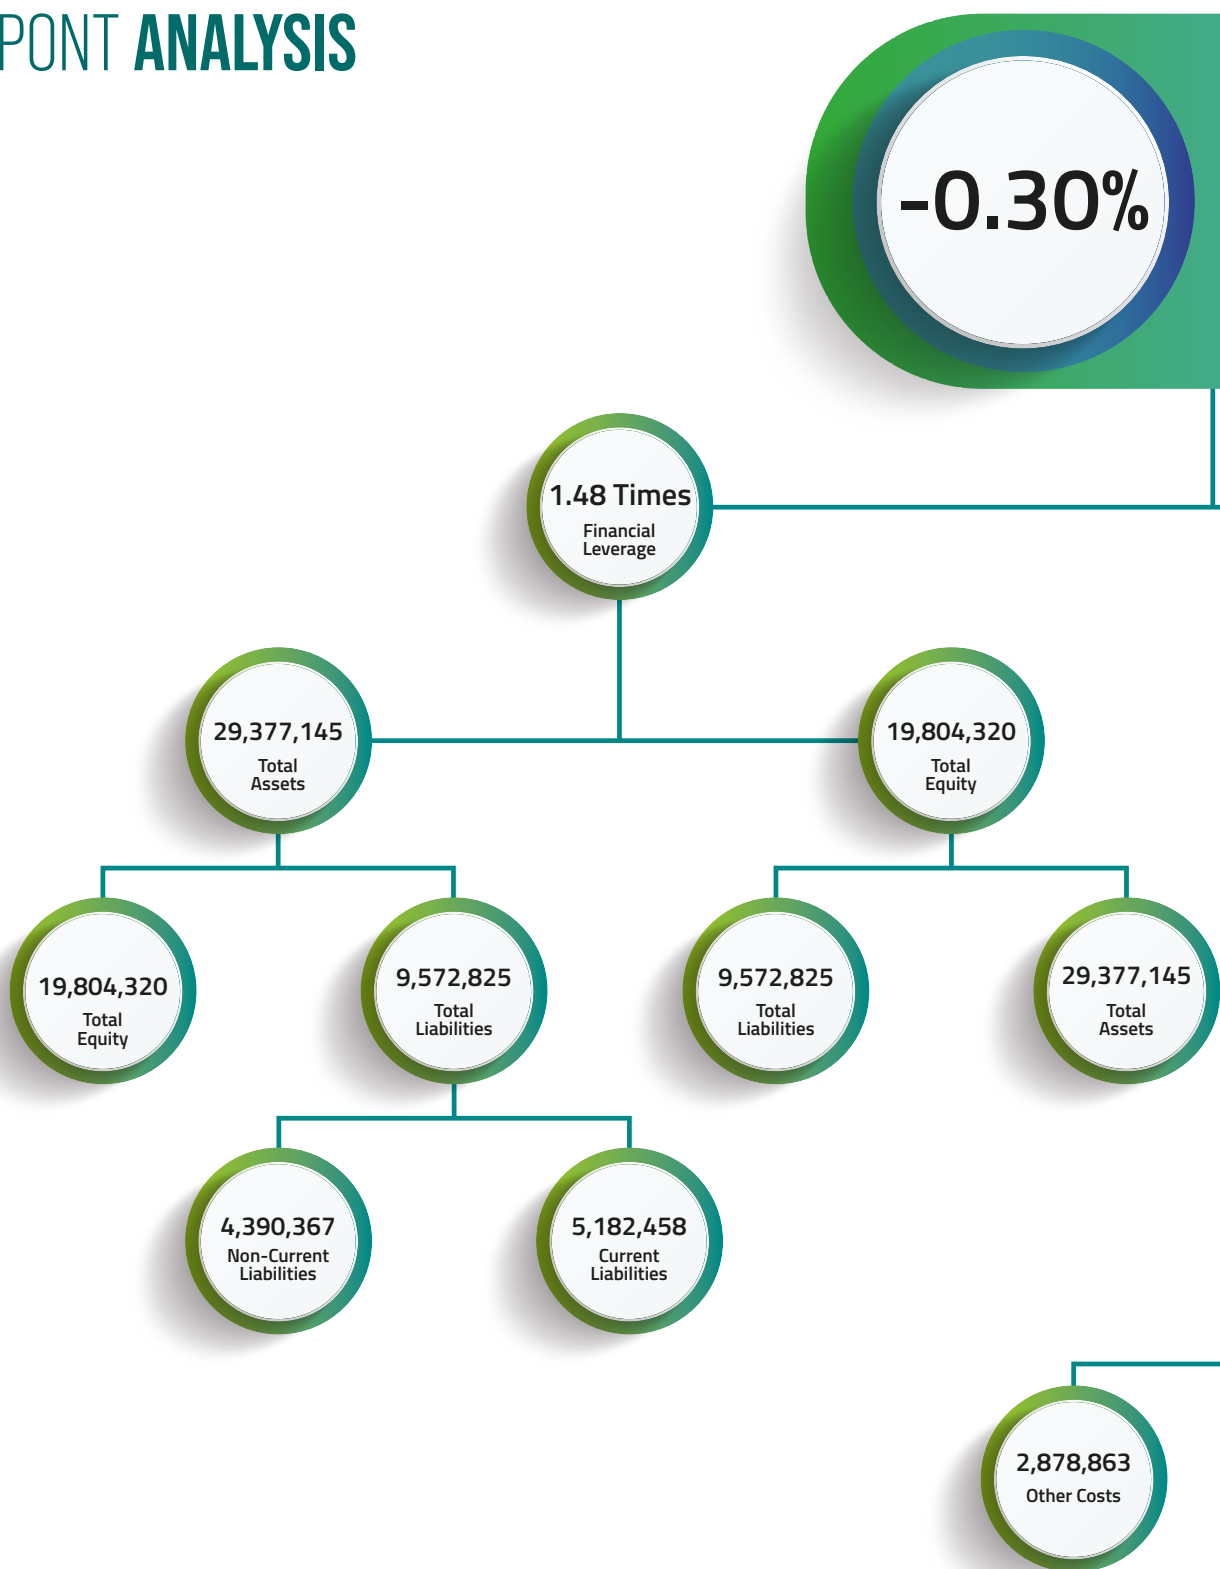 PONT ANALYSIS
-0.30%
1.48 Times
Financial
Leverage
29,377,145
Total
Assets
19,804,320
Total
Equity
19,804,320
Total
Equity
9,572,825
Total
Liabilities
9,572,825
Total
Liabilities
29,377,145
Total
Assets
4,390,367
Non-Current
Liabilities
5,182,458
Current
Liabilities
2,878,863
Other Costs